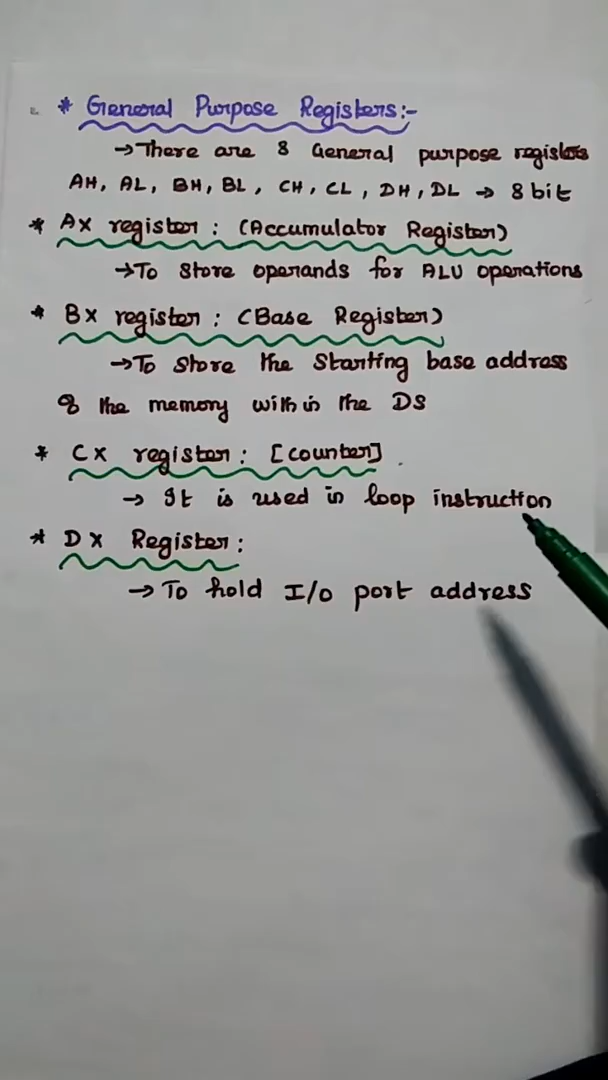 * General Purpose Registers:-
→There are 8 General purpose registers
AH, AL, BH, BL, CH, CL, DH, DL → 8 bit
* AX register: (Accumulator Register)
→To store operands for ALU operations
* BX register: (Base Register)
→To store the starting base address
of the memory with in the DS
* CX register: [counter]
→ It is used in loop instruction
* DX Register:
→ To hold I/O port address